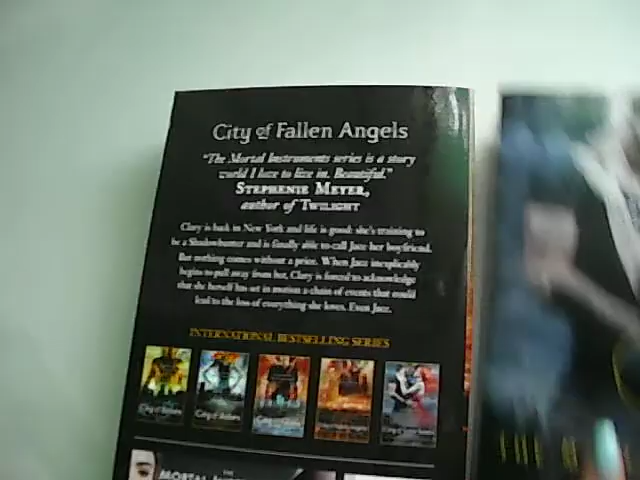 City of Fallen Angels
"The Mortal Instruments series is a story
world I love to live in. Beautiful."
STEPHENIE MEYER,
author of TWILIGHT
Clary is back in New York and life is good: she's training to
be a Shadowhunter and is finally able to call Jace her boyfriend.
But nothing comes without a price. When Jace inexplicably
begins to pull away from her, Clary is forced to acknowledge
that she herself has set in motion a chain of events that could
lead to the loss of everything she loves. Even Jace.
INTERNATIONAL BESTSELLING SERIES
THE
MORTAL